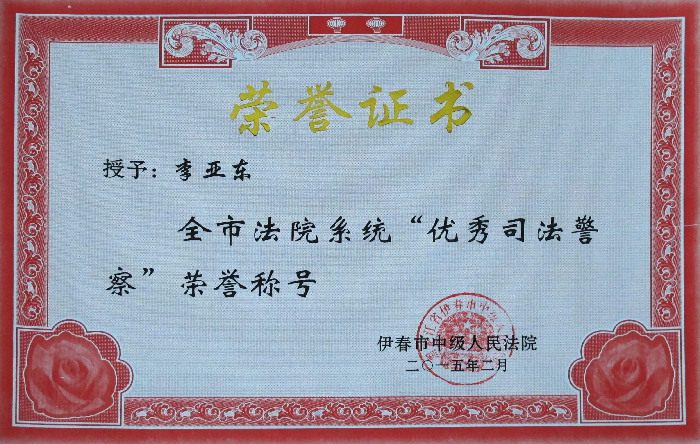 荣誉证书
授予：李亚东
全市法院系统“优秀司法警
察”荣誉称号
伊春市中级人民法院
二〇一五年二月